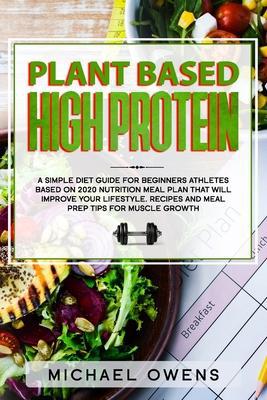 PLANT BASED
HIGH PROTEIN
A SIMPLE DIET GUIDE FOR BEGINNERS ATHLETES
BASED ON 2020 NUTRITION MEAL PLAN THAT WILL
IMPROVE YOUR LIFESTYLE. RECIPES AND MEAL
PREP TIPS FOR MUSCLE GROWTH
Plan
Breakfast
MICHAEL OWENS